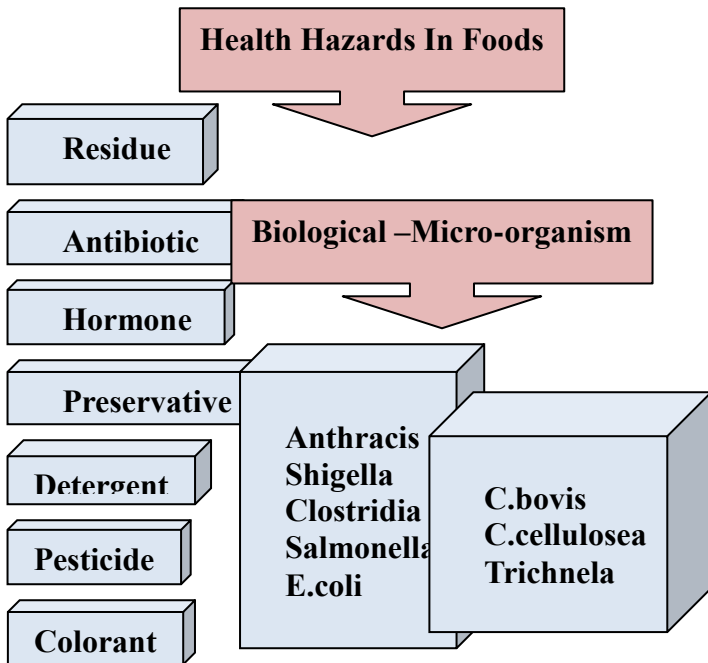 Health Hazards In Foods
Residue
Antibiotic
Hormone
Preservative
Detergent
Pesticide
Colorant
Biological –Micro-organism
Anthracis
Shigella
Clostridia
Salmonella
E.coli
C.bovis
C.cellulosea
Trichnela